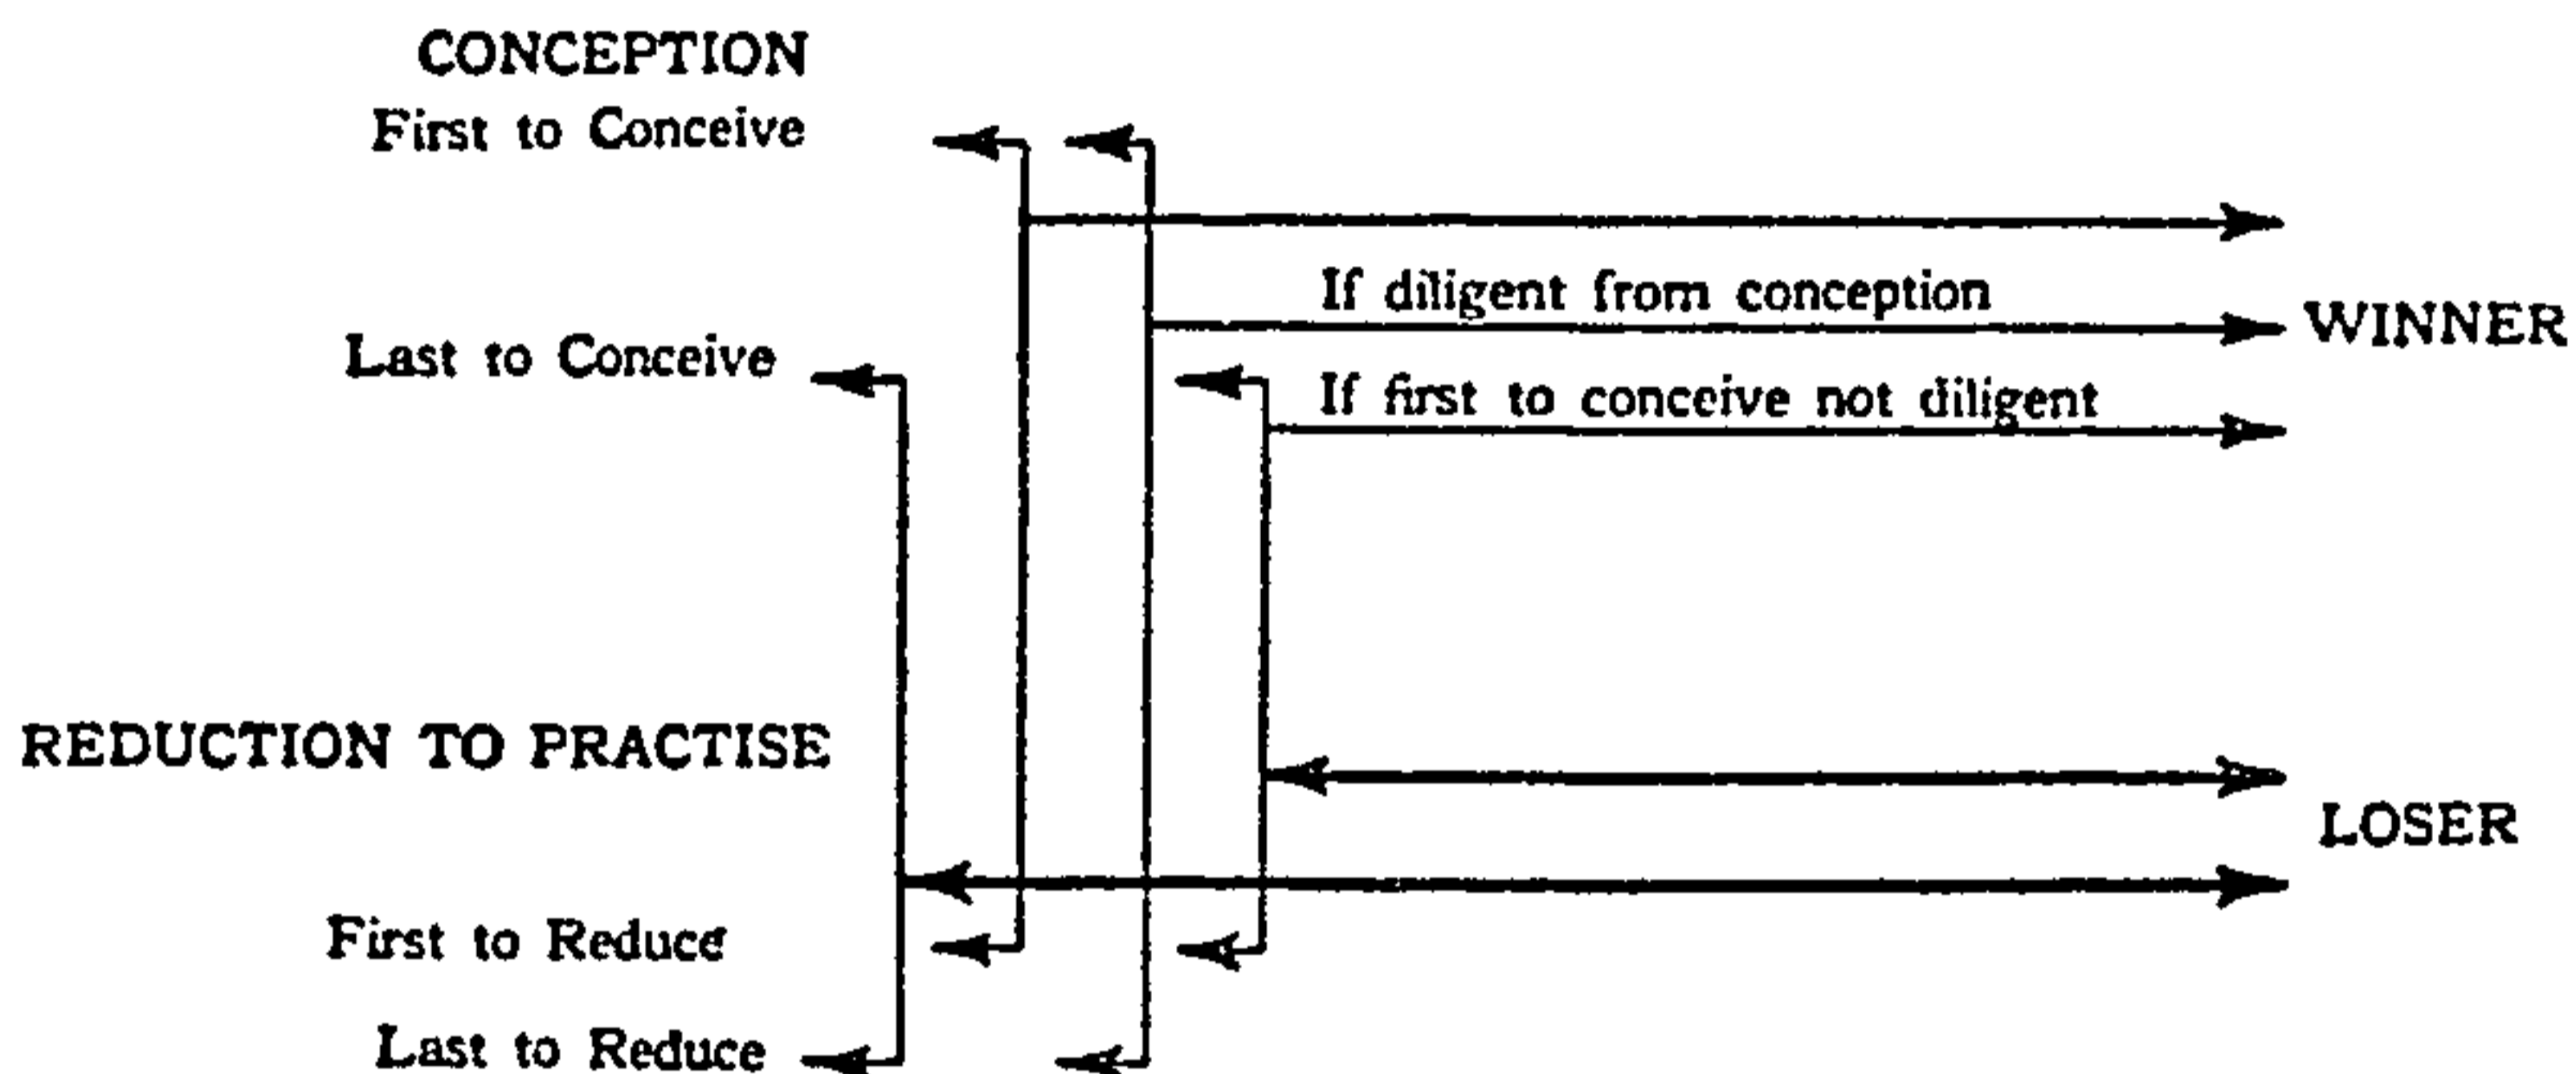 CONCEPTION
First to Conceive
If diligent from conception
WINNER
Last to Conceive
If first to conceive not diligent
REDUCTION TO PRACTISE
LOSER
First to Reduce
Last to Reduce